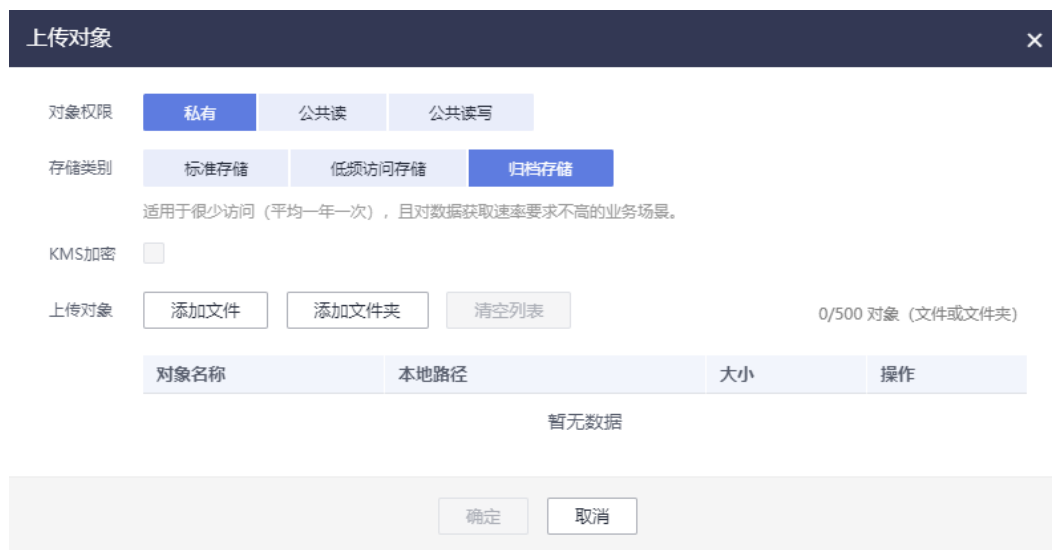 上传对象 ×
对象权限 私有 公共读 公共读写
存储类别 标准存储 低频访问存储 归档存储
适用于很少访问（平均一年一次），且对数据获取速率要求不高的业务场景。
KMS加密
上传对象 添加文件 添加文件夹 清空列表 0/500 对象（文件或文件夹）
对象名称 本地路径 大小 操作
暂无数据
确定 取消